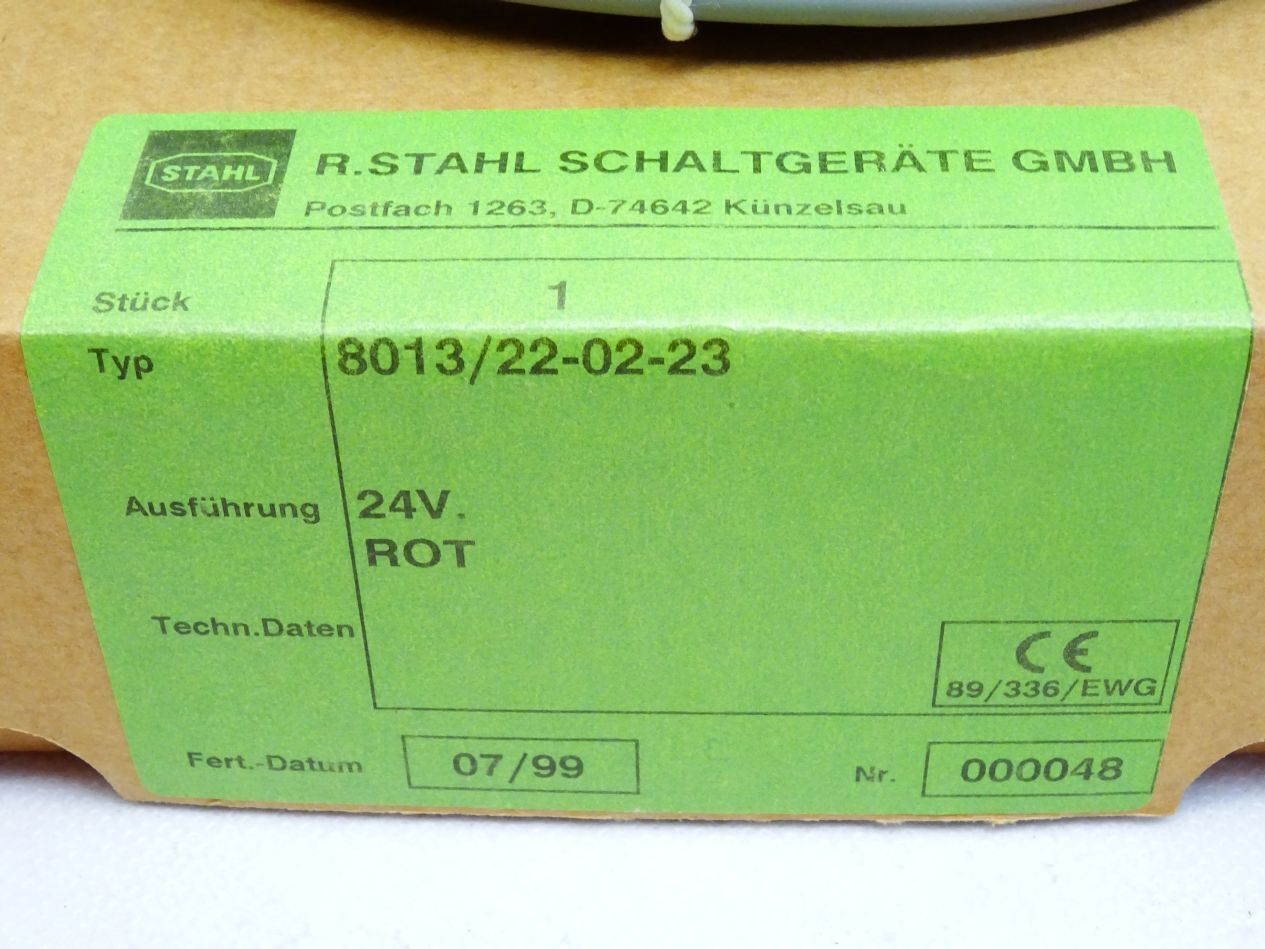 STAHL
R.STAHL SCHALTGERÄTE GMBH
Postfach 1263, D-74642 Künzelsau
Stück 1
Typ 8013/22-02-23
Ausführung 24V.
ROT
Techn.Daten
CE
89/336/EWG
Fert.-Datum 07/99 Nr. 000048